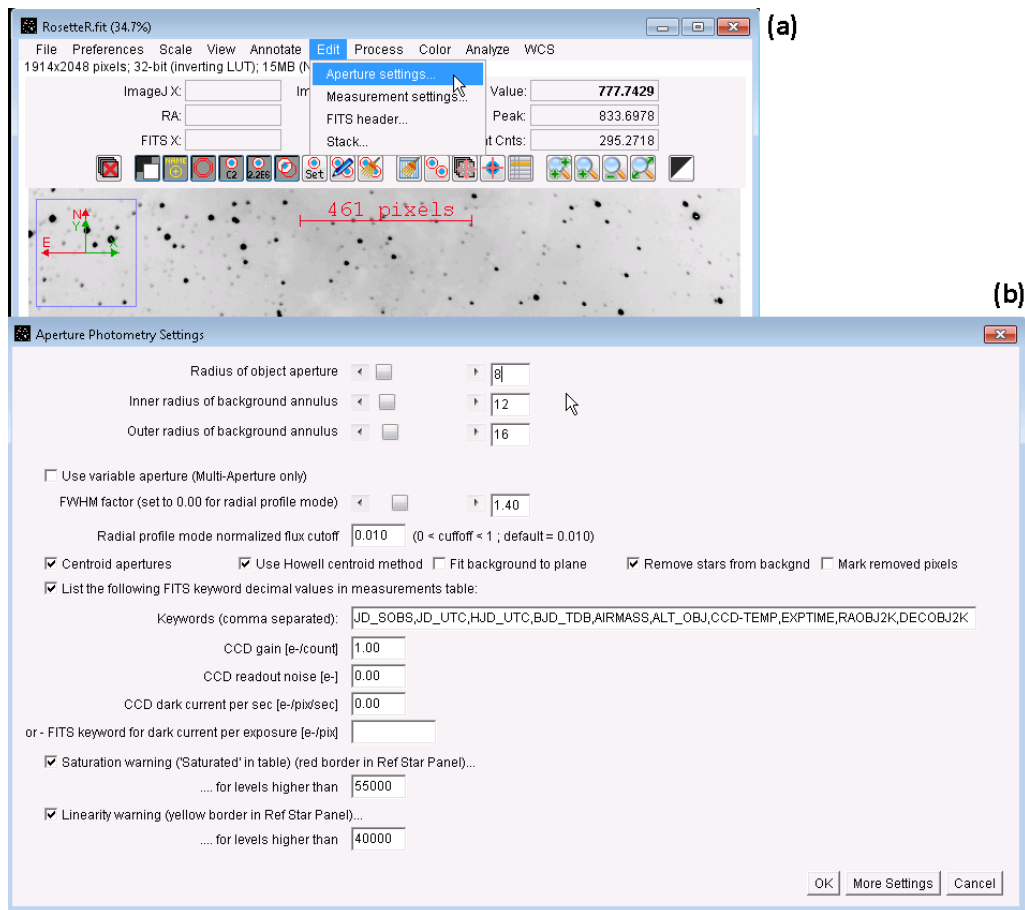 RosetteR.fit (34.7%)
(a)
File Preferences Scale View Annotate Edit Process Color Analyze WCS
1914x2048 pixels; 32-bit (inverting LUT); 15MB
Aperture settings...
ImageJ X:
Measurement settings...
Value: 777.7429
RA:
FITS header...
Peak: 833.6978
FITS X:
Stack...
Cnts: 295.2718
NAME
C2
2.2E6
Set
461 pixels
N
Y
E
X
(b)
Aperture Photometry Settings
Radius of object aperture 8
Inner radius of background annulus 12
Outer radius of background annulus 16
Use variable aperture (Multi-Aperture only)
FWHM factor (set to 0.00 for radial profile mode) 1.40
Radial profile mode normalized flux cutoff 0.010 (0 < cuffoff < 1 ; default = 0.010)
Centroid apertures Use Howell centroid method Fit background to plane Remove stars from backgnd Mark removed pixels
List the following FITS keyword decimal values in measurements table:
Keywords (comma separated): JD_SOBS,JD_UTC,HJD_UTC,BJD_TDB,AIRMASS,ALT_OBJ,CCD-TEMP,EXPTIME,RAOBJ2K,DECOBJ2K
CCD gain [e-/count] 1.00
CCD readout noise [e-] 0.00
CCD dark current per sec [e-/pix/sec] 0.00
or - FITS keyword for dark current per exposure [e-/pix]
Saturation warning ('Saturated' in table) (red border in Ref Star Panel)...
.... for levels higher than 55000
Linearity warning (yellow border in Ref Star Panel)...
.... for levels higher than 40000
OK More Settings Cancel